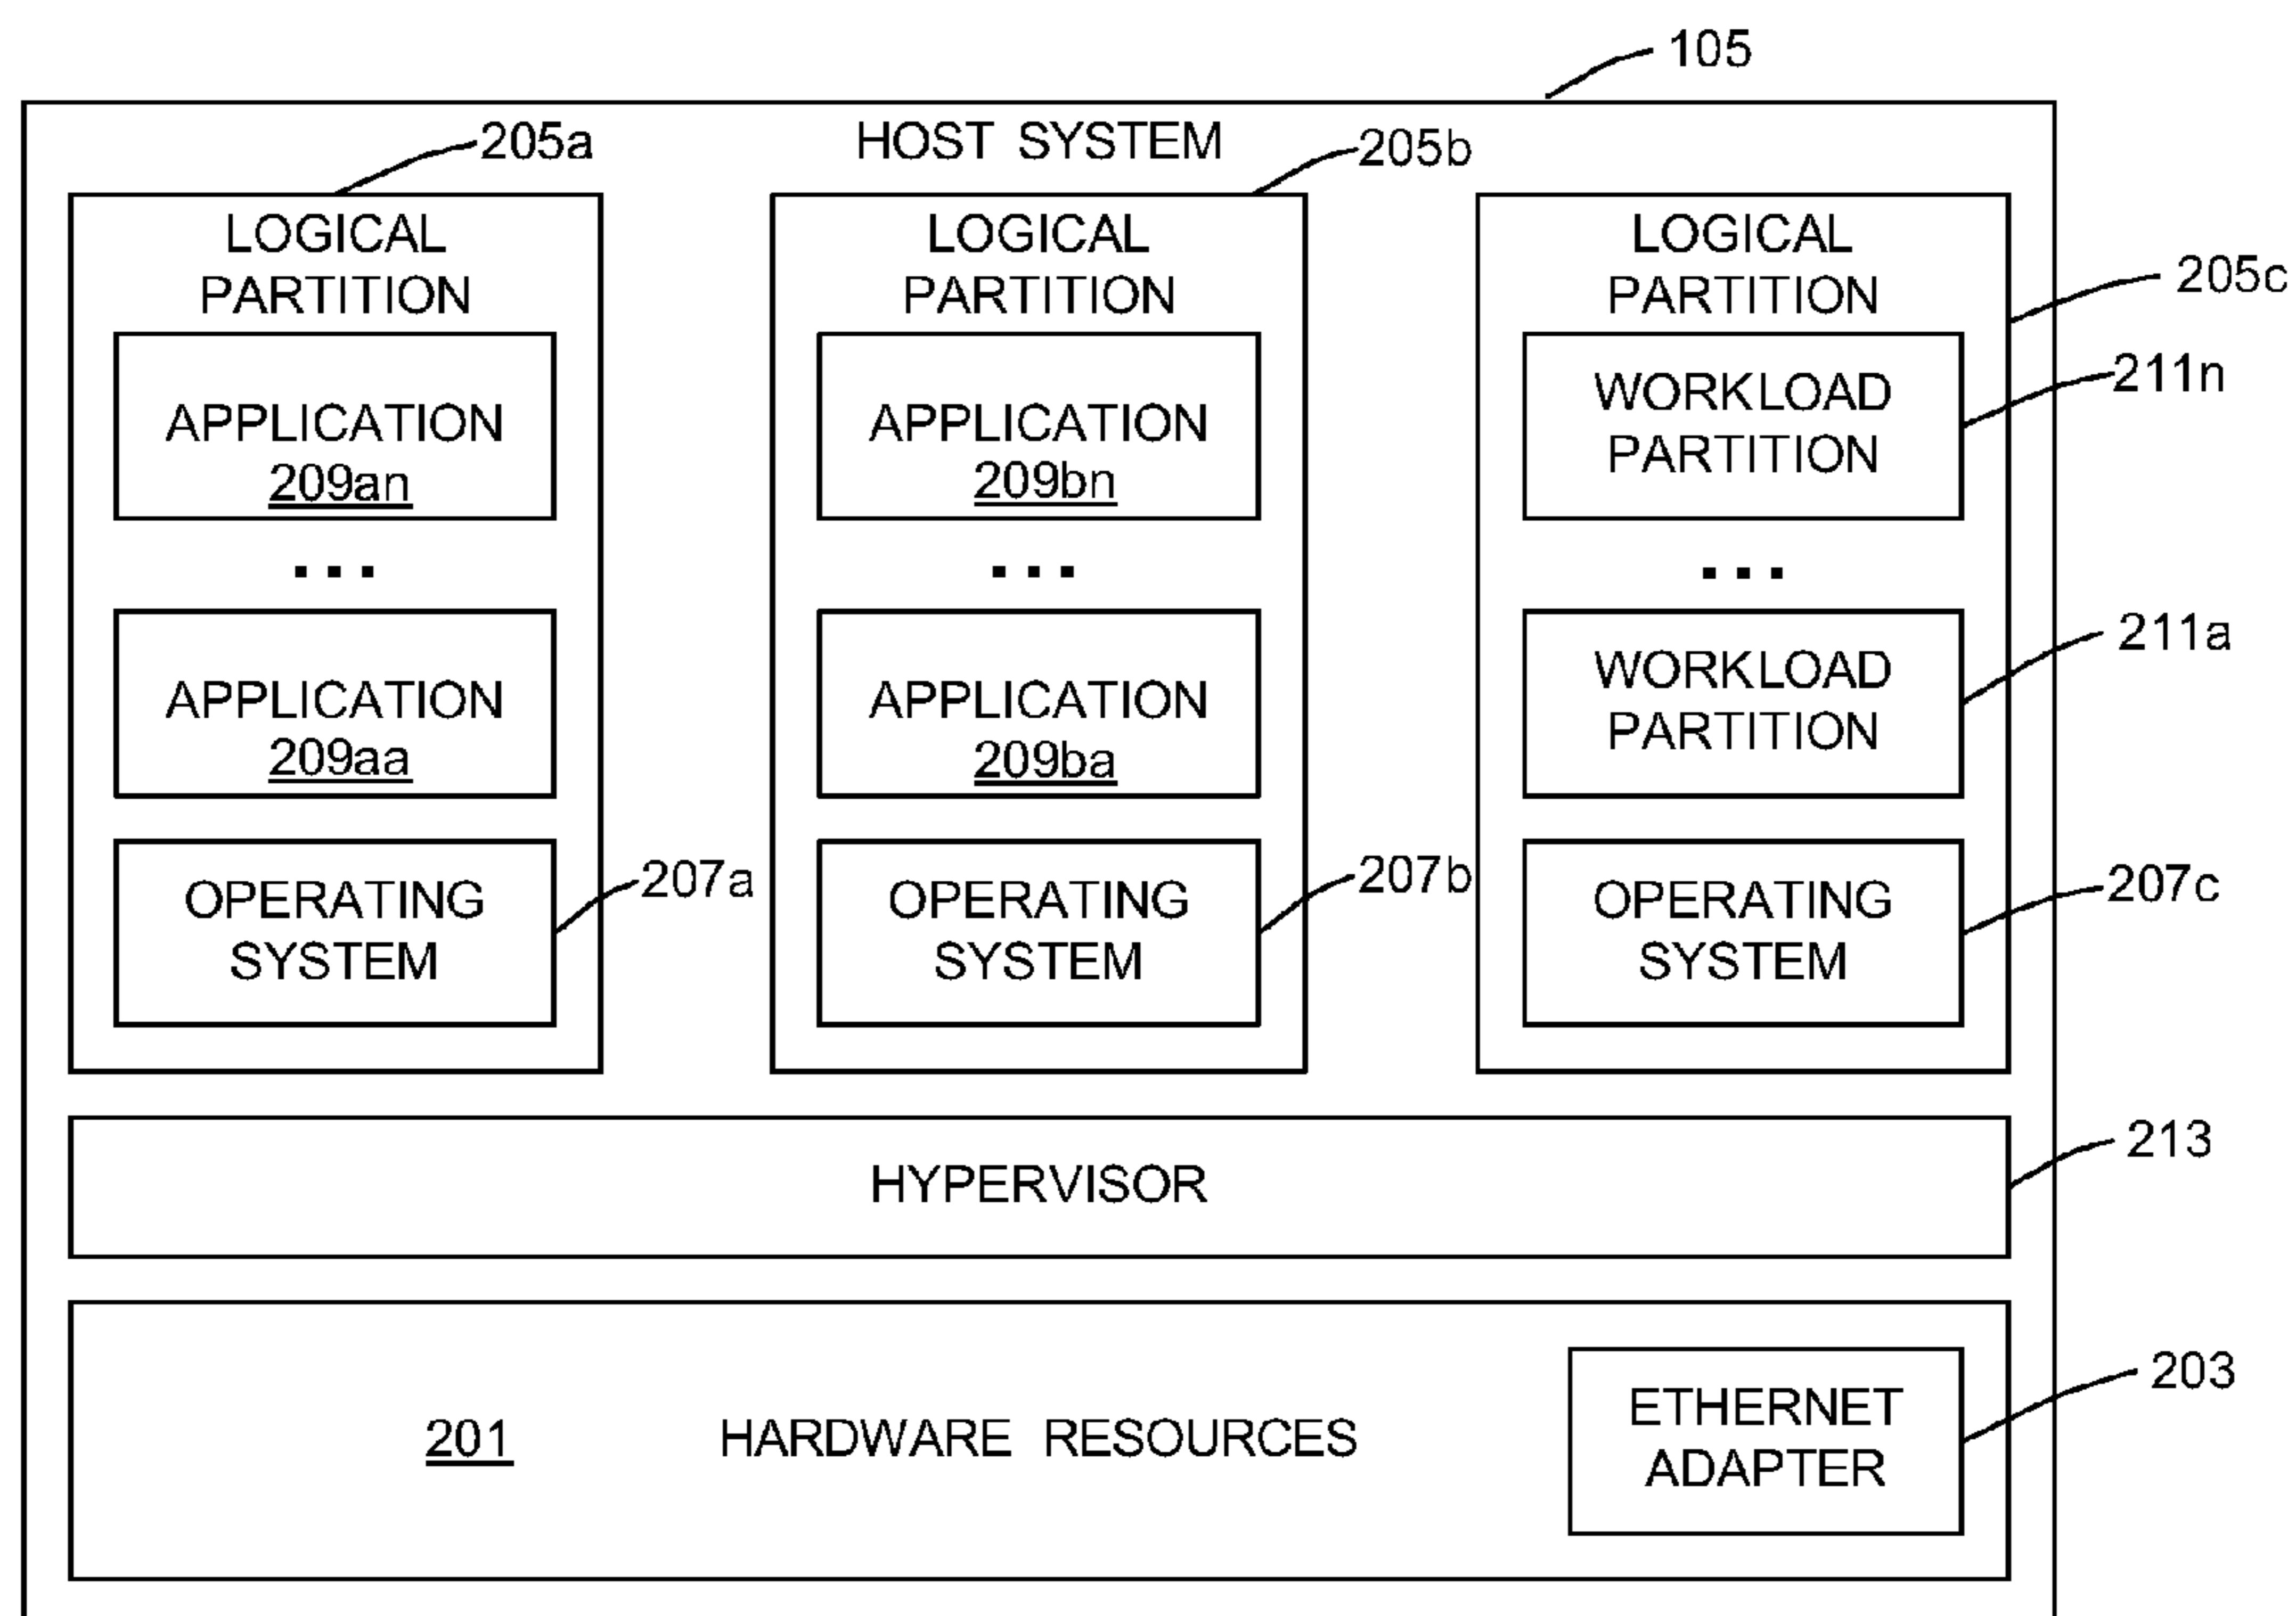 105
HOST SYSTEM
205a
205b
205c
LOGICAL
PARTITION
APPLICATION
209an
...
APPLICATION
209aa
OPERATING
SYSTEM
207a
LOGICAL
PARTITION
APPLICATION
209bn
...
APPLICATION
209ba
OPERATING
SYSTEM
207b
LOGICAL
PARTITION
WORKLOAD
PARTITION
211n
...
WORKLOAD
PARTITION
211a
OPERATING
SYSTEM
207c
HYPERVISOR
213
201 HARDWARE RESOURCES
ETHERNET
ADAPTER
203